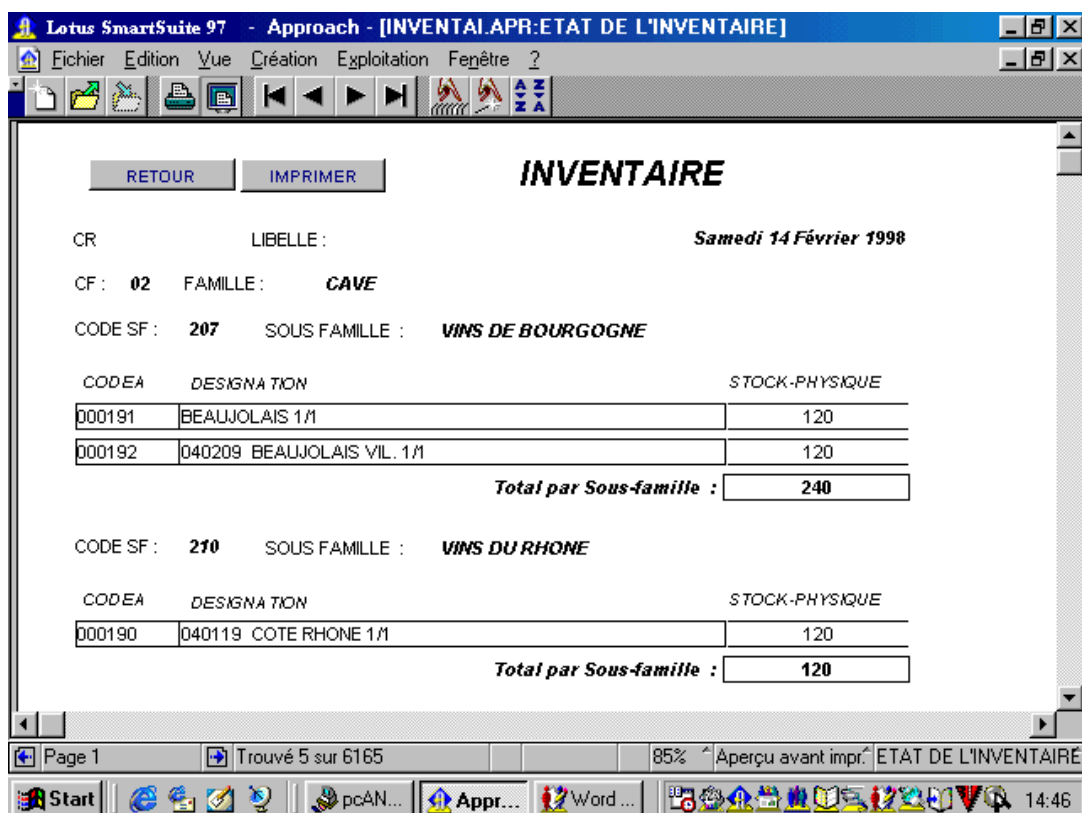 Lotus SmartSuite 97 - Approach - [INVENTAI.APR:ETAT DE L'INVENTAIRE]
Fichier Edition Vue Création Exploitation Fenêtre ?
RETOUR IMPRIMER INVENTAIRE
CR LIBELLE : Samedi 14 Février 1998
CF : 02 FAMILLE : CAVE
CODE SF : 207 SOUS FAMILLE : VINS DE BOURGOGNE
CODEA DESIGNATION STOCK-PHYSIQUE
000191 BEAUJOLAIS 1/1 120
000192 040209 BEAUJOLAIS VIL. 1/1 120
Total par Sous-famille : 240
CODE SF : 210 SOUS FAMILLE : VINS DU RHONE
CODEA DESIGNATION STOCK-PHYSIQUE
000190 040119 COTE RHONE 1/1 120
Total par Sous-famille : 120
Page 1 Trouvé 5 sur 6165 85% Aperçu avant impr. ETAT DE L'INVENTAIRE
Start pcAN... Appr... Word ... 14:46